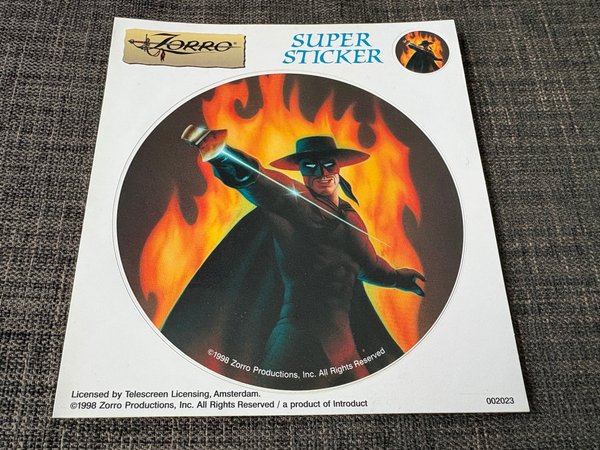 ZORRO®
SUPER
STICKER
©1998 Zorro Productions, Inc. All Rights Reserved
Licensed by Telescreen Licensing, Amsterdam.
©1998 Zorro Productions, Inc. All Rights Reserved / a product of Introduct
002023